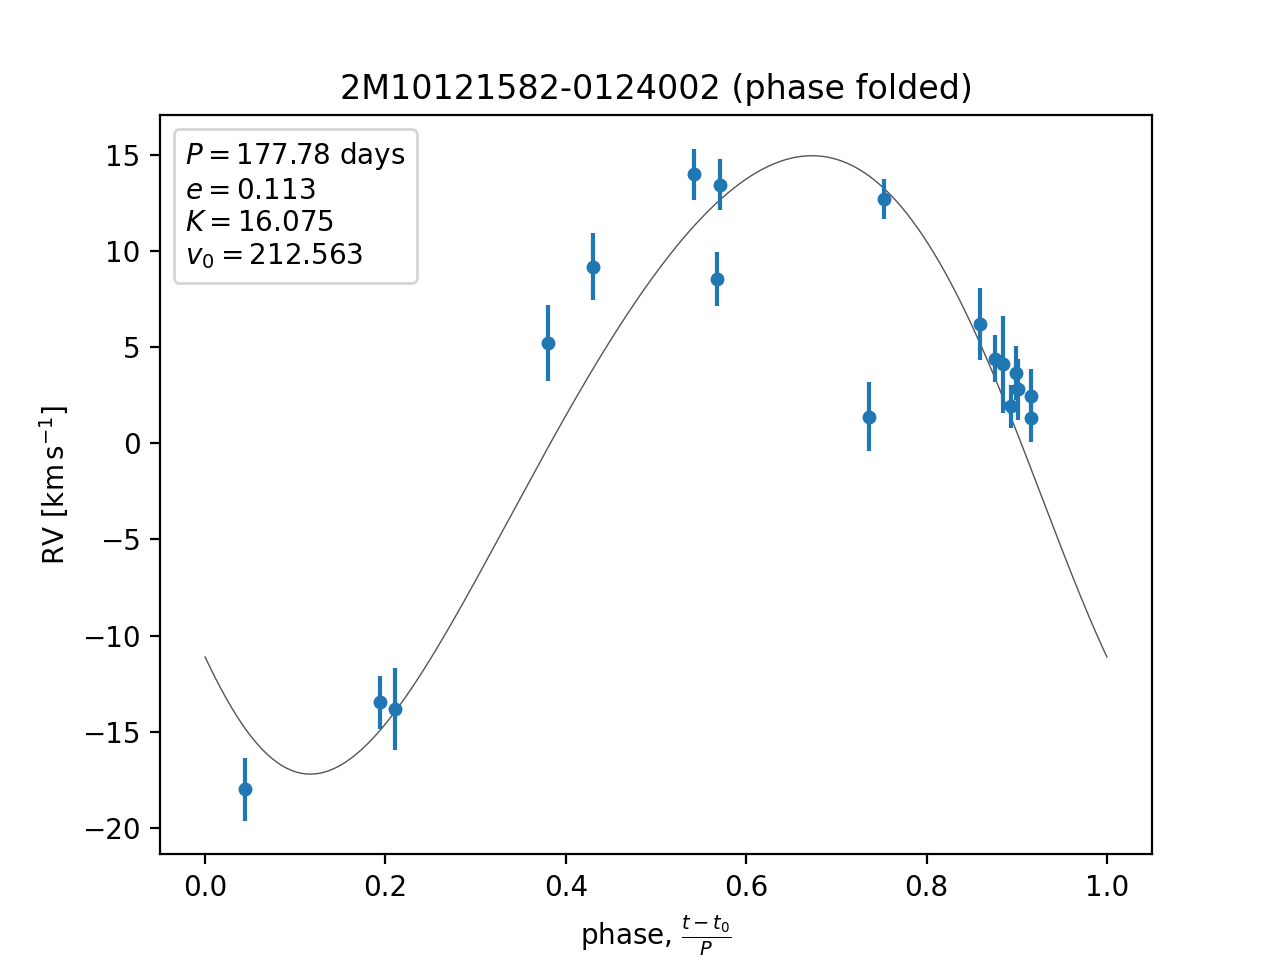 2M10121582-0124002 (phase folded)
P = 177.78 days
e = 0.113
K = 16.075
v₀ = 212.563
15
10
5
0
−5
−10
−15
−20
RV [km s⁻¹]
0.0 0.2 0.4 0.6 0.8 1.0
phase, (t − t₀)/P